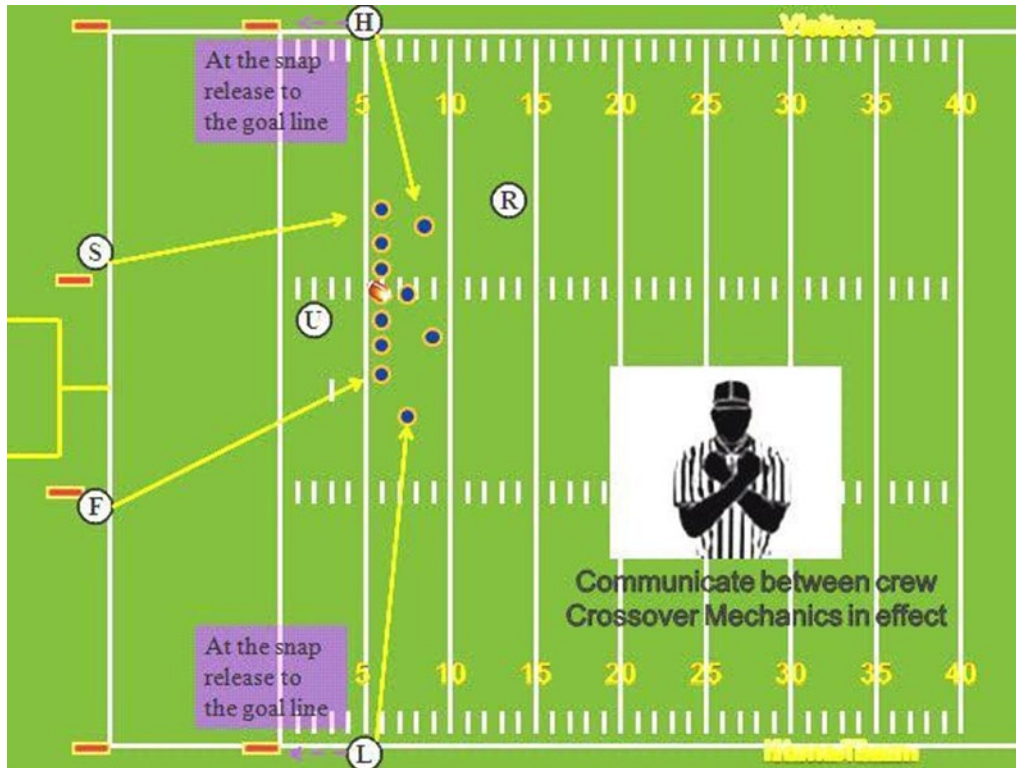 H
Visitors
At the snap
release to
the goal line
5 10 15 20 25 30 35 40
R
S
U
F
Communicate between crew
Crossover Mechanics in effect
At the snap
release to
the goal line
5 10 15 20 25 30 35 40
L
HomeTeam